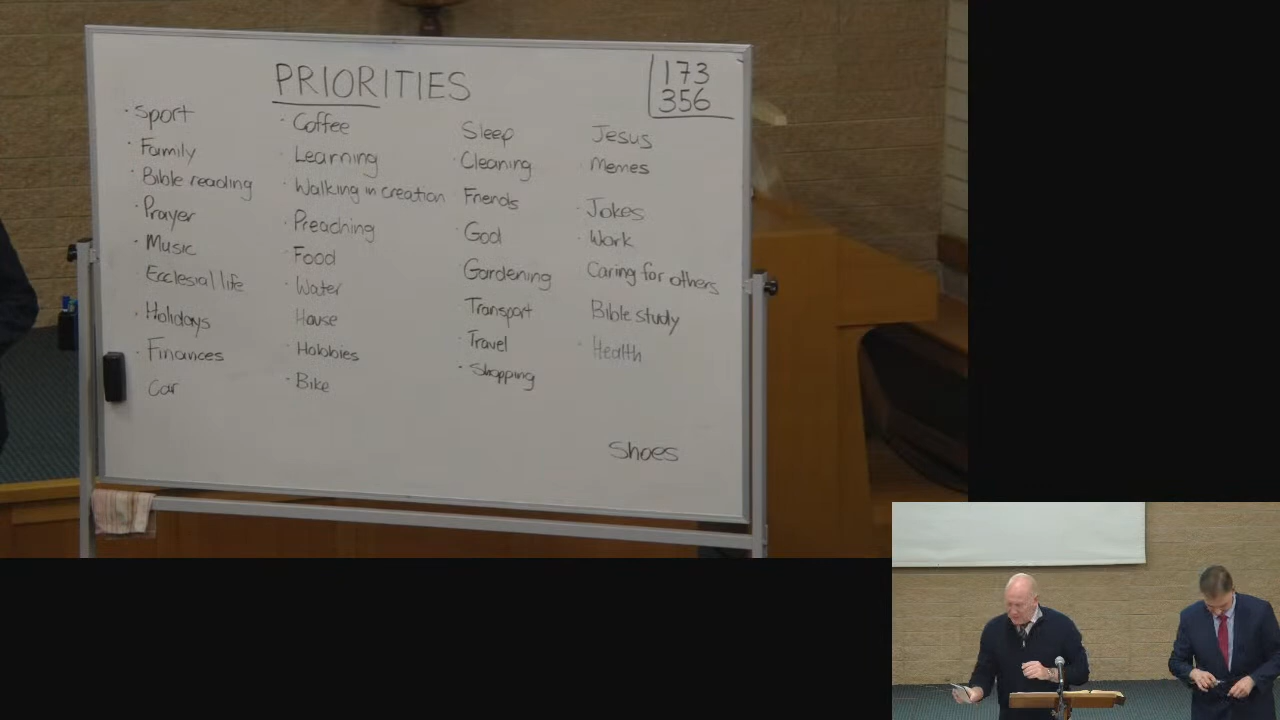 PRIORITIES
173
356
· Sport
· Family
· Bible reading
· Prayer
· Music
Ecclesial life
· Holidays
· Finances
Car
· Coffee
· Learning
· Walking in creation
· Preaching
Food
· Water
House
· Hobbies
· Bike
Sleep
· Cleaning
Friends
· God
Gardening
Transport
· Travel
· Shopping
Jesus
· Memes
· Jokes
· Work
Caring for others
Bible study
· Health
Shoes